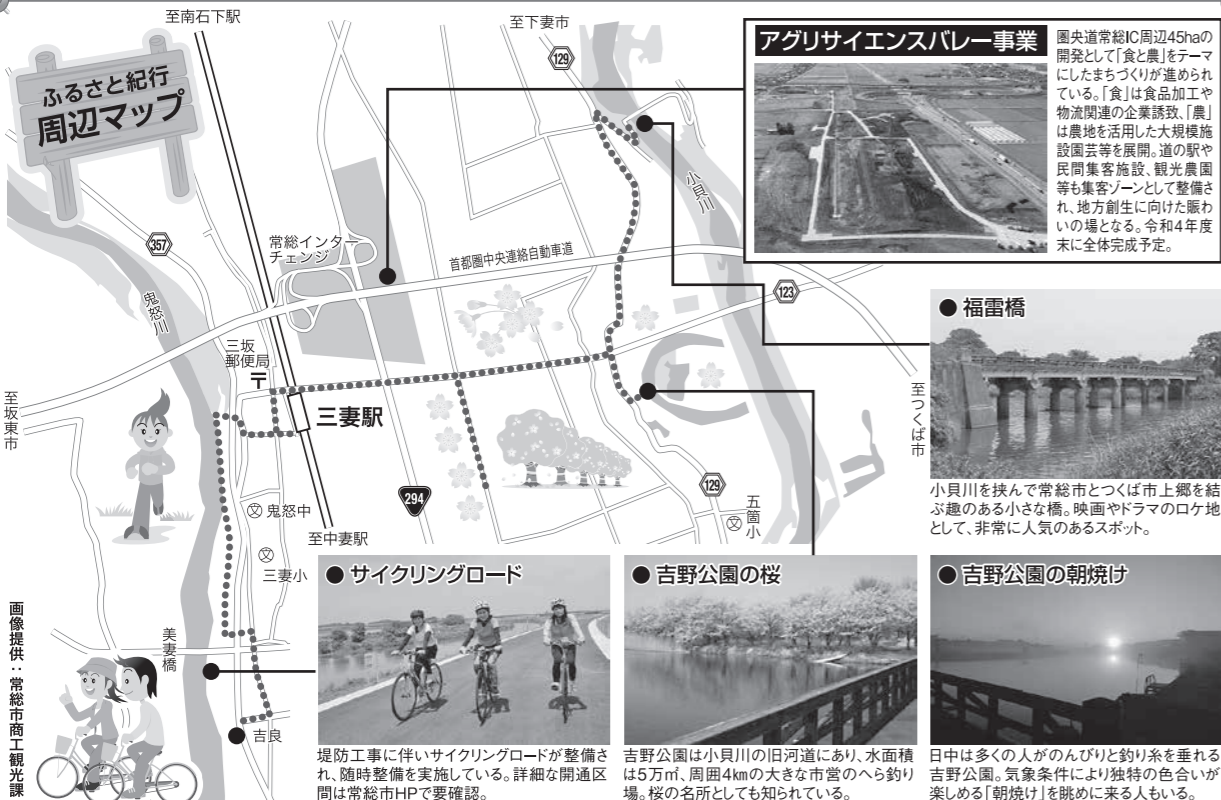 ふるさと紀行
周辺マップ
至南石下駅
至下妻市
129
アグリサイエンスバレー事業
圏央道常総IC周辺45haの
開発として「食と農」をテーマ
にしたまちづくりが進められ
ている。「食」は食品加工や
物流関連の企業誘致、「農」
は農地を活用した大規模施
設園芸等を展開。道の駅や
民間集客施設、観光農園
等も集客ゾーンとして整備さ
れ、地方創生に向けた賑わ
いの場となる。令和4年度
末に全体完成予定。
小貝川
357
常総インター
チェンジ
首都圏中央連絡自動車道
123
鬼怒川
三坂
郵便局
〒
至坂東市
三妻駅
至つくば市
● 福雷橋
小貝川を挟んで常総市とつくば市上郷を結
ぶ趣のある小さな橋。映画やドラマのロケ地
として、非常に人気のあるスポット。
294
129
文 鬼怒中
至中妻駅
文
五箇小
文
三妻小
美妻橋
吉良
画像提供：常総市商工観光課
● サイクリングロード
堤防工事に伴いサイクリングロードが整備さ
れ、随時整備を実施している。詳細な開通区
間は常総市HPで要確認。
● 吉野公園の桜
吉野公園は小貝川の旧河道にあり、水面積
は5万㎡、周囲4kmの大きな市営のへら釣り
場。桜の名所としても知られている。
● 吉野公園の朝焼け
日中は多くの人がのんびりと釣り糸を垂れる
吉野公園。気象条件により独特の色合いが
楽しめる「朝焼け」を眺めに来る人もいる。